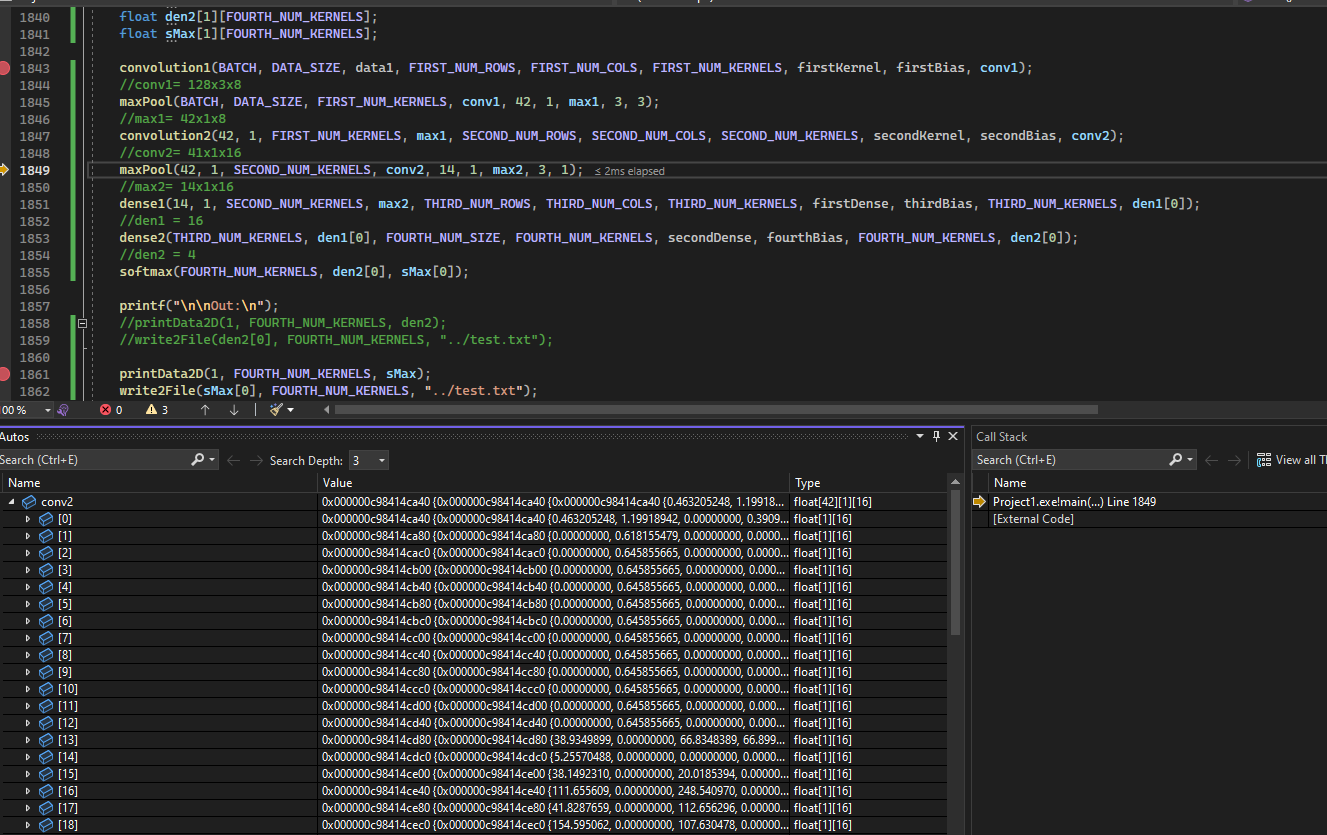 1840 float den2[1][FOURTH_NUM_KERNELS];
1841 float sMax[1][FOURTH_NUM_KERNELS];
1842
1843 convolution1(BATCH, DATA_SIZE, data1, FIRST_NUM_ROWS, FIRST_NUM_COLS, FIRST_NUM_KERNELS, firstKernel, firstBias, conv1);
1844 //conv1= 128x3x8
1845 maxPool(BATCH, DATA_SIZE, FIRST_NUM_KERNELS, conv1, 42, 1, max1, 3, 3);
1846 //max1= 42x1x8
1847 convolution2(42, 1, FIRST_NUM_KERNELS, max1, SECOND_NUM_ROWS, SECOND_NUM_COLS, SECOND_NUM_KERNELS, secondKernel, secondBias, conv2);
1848 //conv2= 41x1x16
1849 maxPool(42, 1, SECOND_NUM_KERNELS, conv2, 14, 1, max2, 3, 1); ≤ 2ms elapsed
1850 //max2= 14x1x16
1851 dense1(14, 1, SECOND_NUM_KERNELS, max2, THIRD_NUM_ROWS, THIRD_NUM_COLS, THIRD_NUM_KERNELS, firstDense, thirdBias, THIRD_NUM_KERNELS, den1[0]);
1852 //den1 = 16
1853 dense2(THIRD_NUM_KERNELS, den1[0], FOURTH_NUM_SIZE, FOURTH_NUM_KERNELS, secondDense, fourthBias, FOURTH_NUM_KERNELS, den2[0]);
1854 //den2 = 4
1855 softmax(FOURTH_NUM_KERNELS, den2[0], sMax[0]);
1856
1857 printf("\n\nOut:\n");
1858 //printData2D(1, FOURTH_NUM_KERNELS, den2);
1859 //write2File(den2[0], FOURTH_NUM_KERNELS, "../test.txt");
1860
1861 printData2D(1, FOURTH_NUM_KERNELS, sMax);
1862 write2File(sMax[0], FOURTH_NUM_KERNELS, "../test.txt");
00 % 0 3
Autos
Search (Ctrl+E) Search Depth: 3
Name Value Type
conv2 0x000000c98414ca40 {0x000000c98414ca40 {0x000000c98414ca40 {0.463205248, 1.19918... float[42][1][16]
[0] 0x000000c98414ca40 {0x000000c98414ca40 {0.463205248, 1.19918942, 0.00000000, 0.3909... float[1][16]
[1] 0x000000c98414ca80 {0x000000c98414ca80 {0.00000000, 0.618155479, 0.00000000, 0.0000... float[1][16]
[2] 0x000000c98414cac0 {0x000000c98414cac0 {0.00000000, 0.645855665, 0.00000000, 0.000... float[1][16]
[3] 0x000000c98414cb00 {0x000000c98414cb00 {0.00000000, 0.645855665, 0.00000000, 0.000... float[1][16]
[4] 0x000000c98414cb40 {0x000000c98414cb40 {0.00000000, 0.645855665, 0.00000000, 0.000... float[1][16]
[5] 0x000000c98414cb80 {0x000000c98414cb80 {0.00000000, 0.645855665, 0.00000000, 0.000... float[1][16]
[6] 0x000000c98414cbc0 {0x000000c98414cbc0 {0.00000000, 0.645855665, 0.00000000, 0.000... float[1][16]
[7] 0x000000c98414cc00 {0x000000c98414cc00 {0.00000000, 0.645855665, 0.00000000, 0.0000... float[1][16]
[8] 0x000000c98414cc40 {0x000000c98414cc40 {0.00000000, 0.645855665, 0.00000000, 0.0000... float[1][16]
[9] 0x000000c98414cc80 {0x000000c98414cc80 {0.00000000, 0.645855665, 0.00000000, 0.0000... float[1][16]
[10] 0x000000c98414ccc0 {0x000000c98414ccc0 {0.00000000, 0.645855665, 0.00000000, 0.0000... float[1][16]
[11] 0x000000c98414cd00 {0x000000c98414cd00 {0.00000000, 0.645855665, 0.00000000, 0.000... float[1][16]
[12] 0x000000c98414cd40 {0x000000c98414cd40 {0.00000000, 0.645855665, 0.00000000, 0.000... float[1][16]
[13] 0x000000c98414cd80 {0x000000c98414cd80 {38.9349899, 0.00000000, 66.8348389, 66.899... float[1][16]
[14] 0x000000c98414cdc0 {0x000000c98414cdc0 {5.25570488, 0.00000000, 0.00000000, 0.0000... float[1][16]
[15] 0x000000c98414ce00 {0x000000c98414ce00 {38.1492310, 0.00000000, 20.0185394, 0.00000... float[1][16]
[16] 0x000000c98414ce40 {0x000000c98414ce40 {111.655609, 0.00000000, 248.540970, 0.0000... float[1][16]
[17] 0x000000c98414ce80 {0x000000c98414ce80 {41.8287659, 0.00000000, 112.656296, 0.0000... float[1][16]
[18] 0x000000c98414cec0 {0x000000c98414cec0 {154.595062, 0.00000000, 107.630478, 0.0000... float[1][16]
Call Stack
Search (Ctrl+E) View all T
Name
Project1.exe!main(...) Line 1849
[External Code]